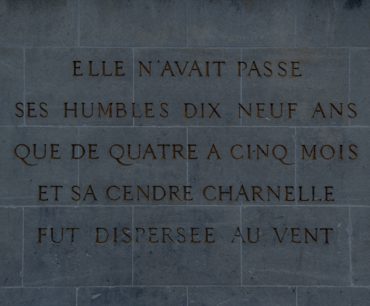 ELLE N'AVAIT PASSE
SES HUMBLES DIX NEUF ANS
QUE DE QUATRE A CINQ MOIS
ET SA CENDRE CHARNELLE
FUT DISPERSEE AU VENT